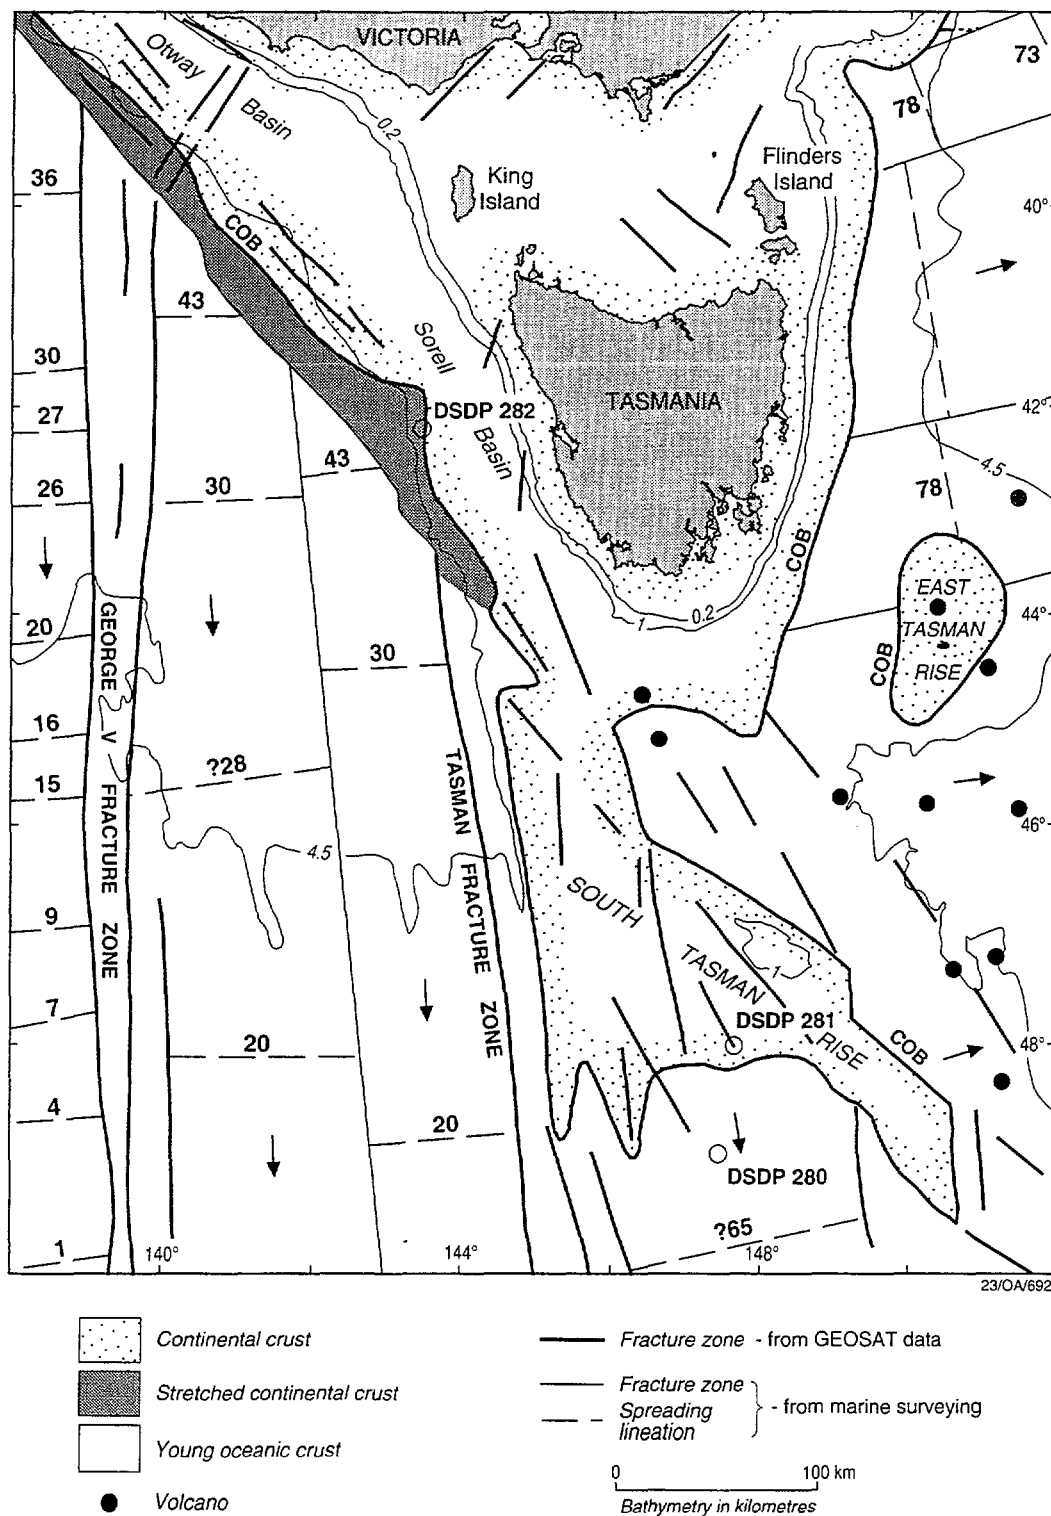 VICTORIA
73
Otway
Basin
78
0.2
King
Island
Flinders
Island
36
40°
COB
43
Sorell
30
TASMANIA
DSDP 282
42°
27
Basin
43
4.5
26
30
78
COB
EAST
TASMAN
RISE
44°
1
0.2
20
30
COB
GEORGE V FRACTURE ZONE
16
?28
15
TASMAN FRACTURE ZONE
46°
4.5
SOUTH
TASMAN
RISE
1
9
7
DSDP 281
COB
48°
20
4
20
DSDP 280
?65
1
140°
144°
148°
23/OA/692
Continental crust
Stretched continental crust
Young oceanic crust
Volcano
Fracture zone - from GEOSAT data
Fracture zone
Spreading
lineation
- from marine surveying
0 100 km
Bathymetry in kilometres